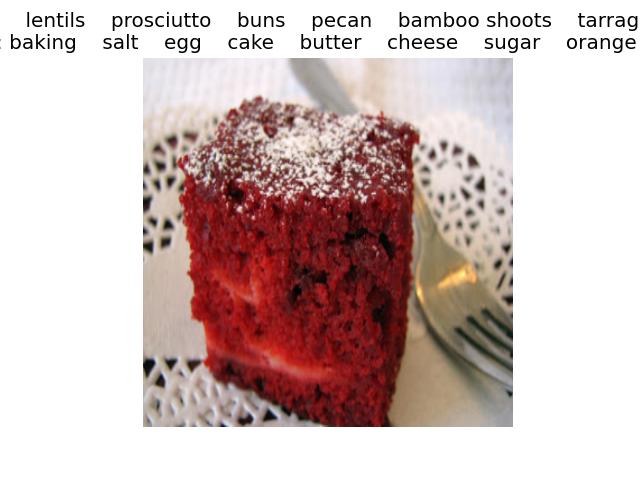 lentils prosciutto buns pecan bamboo shoots
baking salt egg cake butter cheese sugar orange